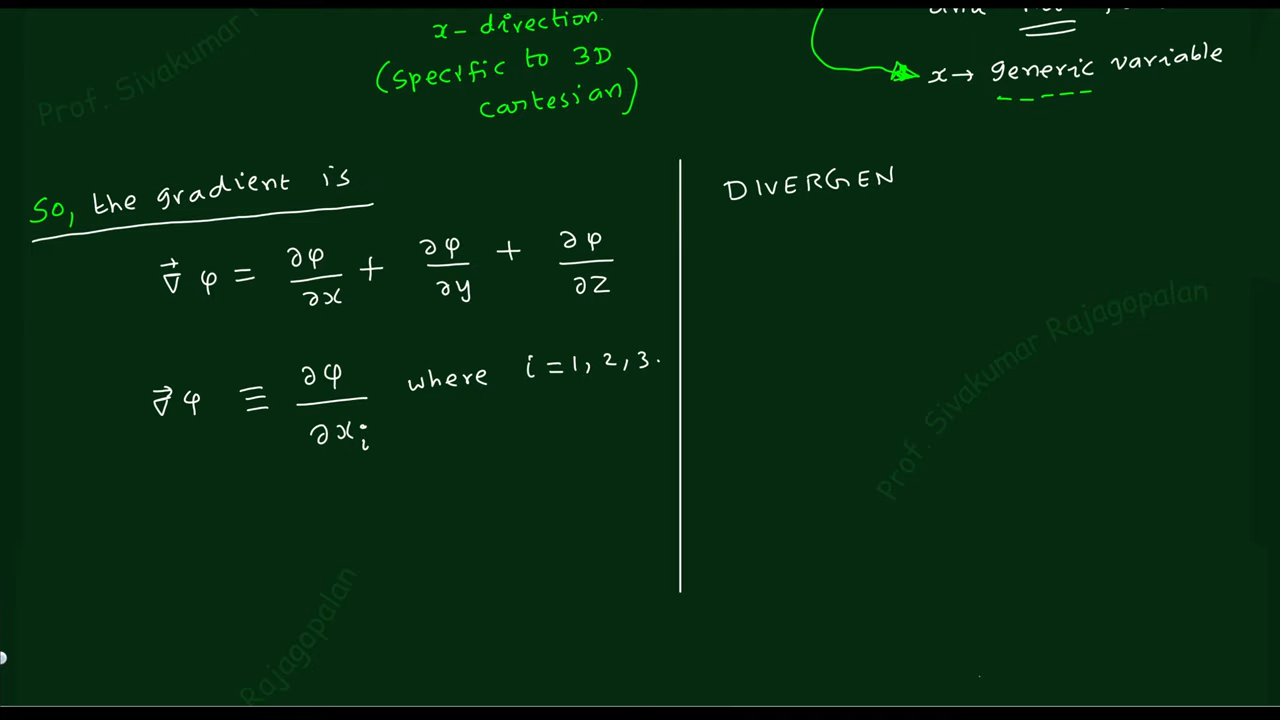 x- direction.
(specific to 3D
cartesian)
x → generic variable
So, the gradient is
∇⃗ φ = ∂φ/∂x + ∂φ/∂y + ∂φ/∂z
∇⃗ φ ≡ ∂φ/∂xᵢ where i = 1, 2, 3.
DIVERGEN
Prof. Sivakumar
Prof. Sivakumar Rajagopalan
Rajagopalan